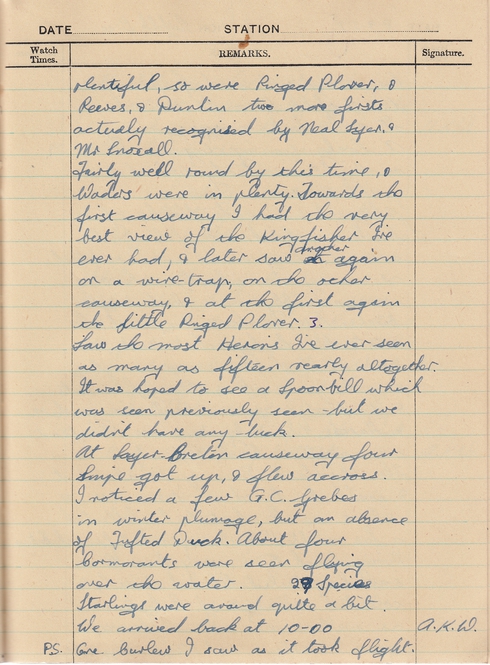 DATE STATION
Watch Times. REMARKS. Signature.
plentiful, so were Ringed Plover, &
Reeves, & Dunlin two more firsts
actually recognised by Neal Syer, &
Mr Snoxall.
Fairly well round by this time, &
Waders' were in plenty. Towards the
first causeway I had the very
best view of the Kingfisher I've
ever had, & later saw another again
on a wire-trap, on the other
causeway, & at the first again
the little Ringed Plover. 3.
Saw the most Heron's I've ever seen
as many as fifteen nearly altogether.
It was hoped to see a Spoonbill which
was seen previously seen - but we
didn't have any - luck.
At Layer-Breton causeway four
Snipe got up, & flew accross.
I noticed a few G.C. Grebes
in winter plumage, but an absence
of Tufted Duck. About four
Cormorants were seen flying
over the water. 29 Species
Starlings were around quite a bit.
We arrived back at 10-00 A.K.W.
P.S. One Curlew I saw as it took flight.